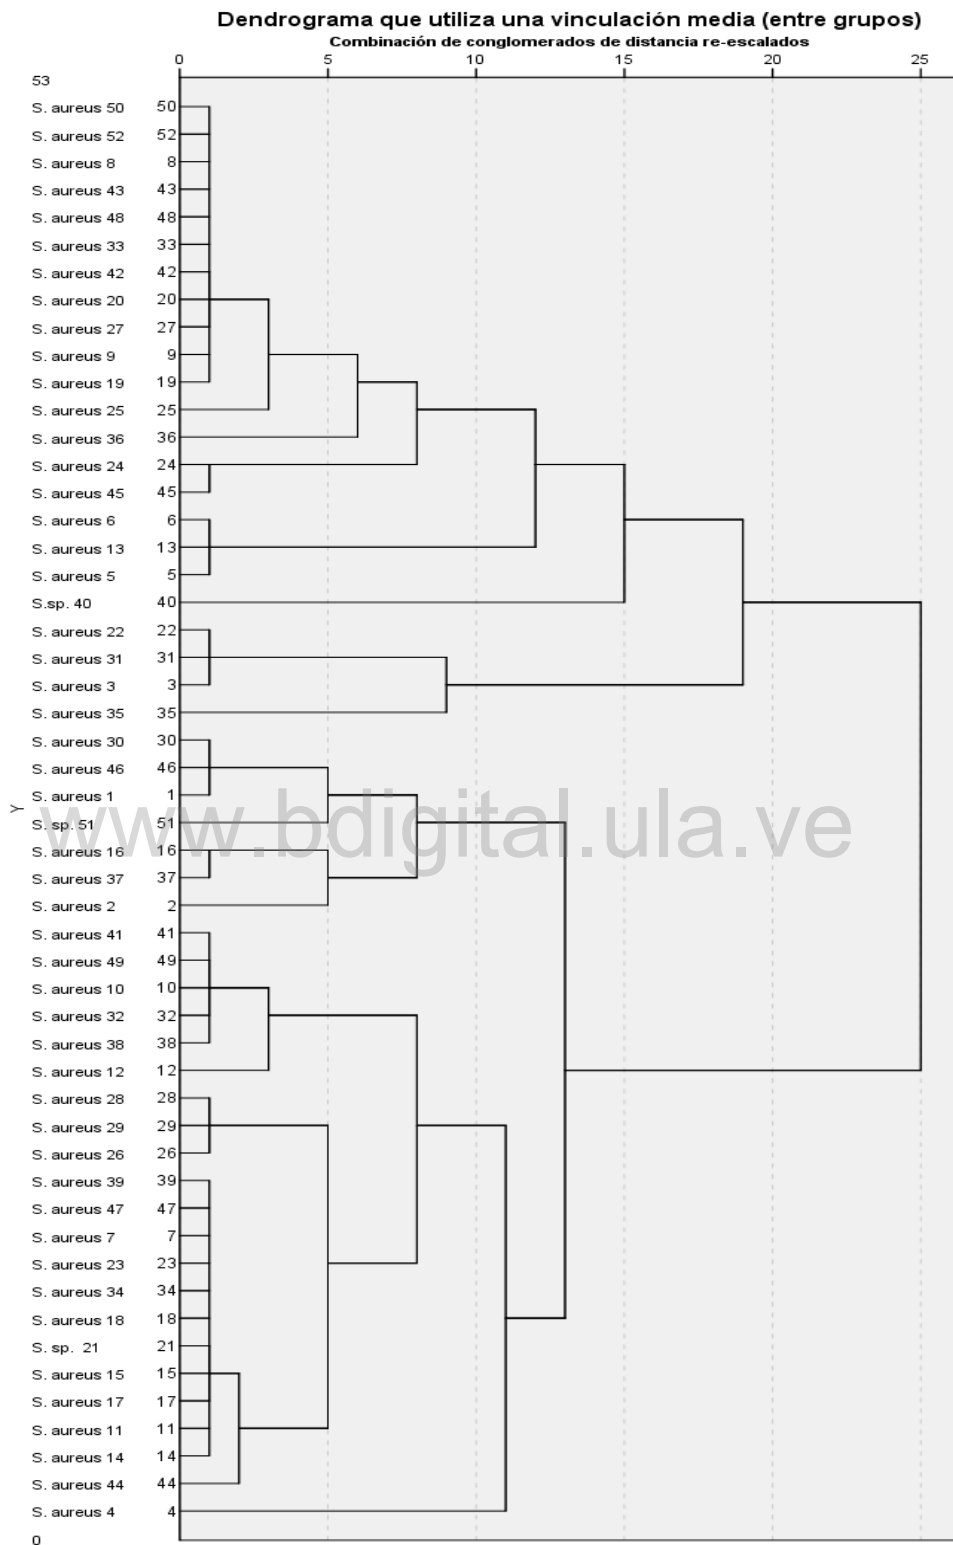 Dendrograma que utiliza una vinculación media (entre grupos)
Combinación de conglomerados de distancia re-escalados
0 5 10 15 20 25
53
S. aureus 50 50
S. aureus 52 52
S. aureus 8 8
S. aureus 43 43
S. aureus 48 48
S. aureus 33 33
S. aureus 42 42
S. aureus 20 20
S. aureus 27 27
S. aureus 9 9
S. aureus 19 19
S. aureus 25 25
S. aureus 36 36
S. aureus 24 24
S. aureus 45 45
S. aureus 6 6
S. aureus 13 13
S. aureus 5 5
S.sp. 40 40
S. aureus 22 22
S. aureus 31 31
S. aureus 3 3
S. aureus 35 35
S. aureus 30 30
S. aureus 46 46
S. aureus 1 1
Y
www.bdigital.ula.ve
S. sp. 51 51
S. aureus 16 16
S. aureus 37 37
S. aureus 2 2
S. aureus 41 41
S. aureus 49 49
S. aureus 10 10
S. aureus 32 32
S. aureus 38 38
S. aureus 12 12
S. aureus 28 28
S. aureus 29 29
S. aureus 26 26
S. aureus 39 39
S. aureus 47 47
S. aureus 7 7
S. aureus 23 23
S. aureus 34 34
S. aureus 18 18
S. sp. 21 21
S. aureus 15 15
S. aureus 17 17
S. aureus 11 11
S. aureus 14 14
S. aureus 44 44
S. aureus 4 4
0